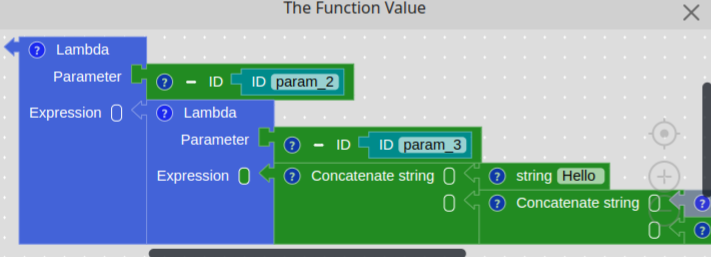 The Function Value
? Lambda
Parameter ? − ID ID param_2
Expression ? Lambda
Parameter ? − ID ID param_3
Expression ? Concatenate string ? string Hello
? Concatenate string ?
?